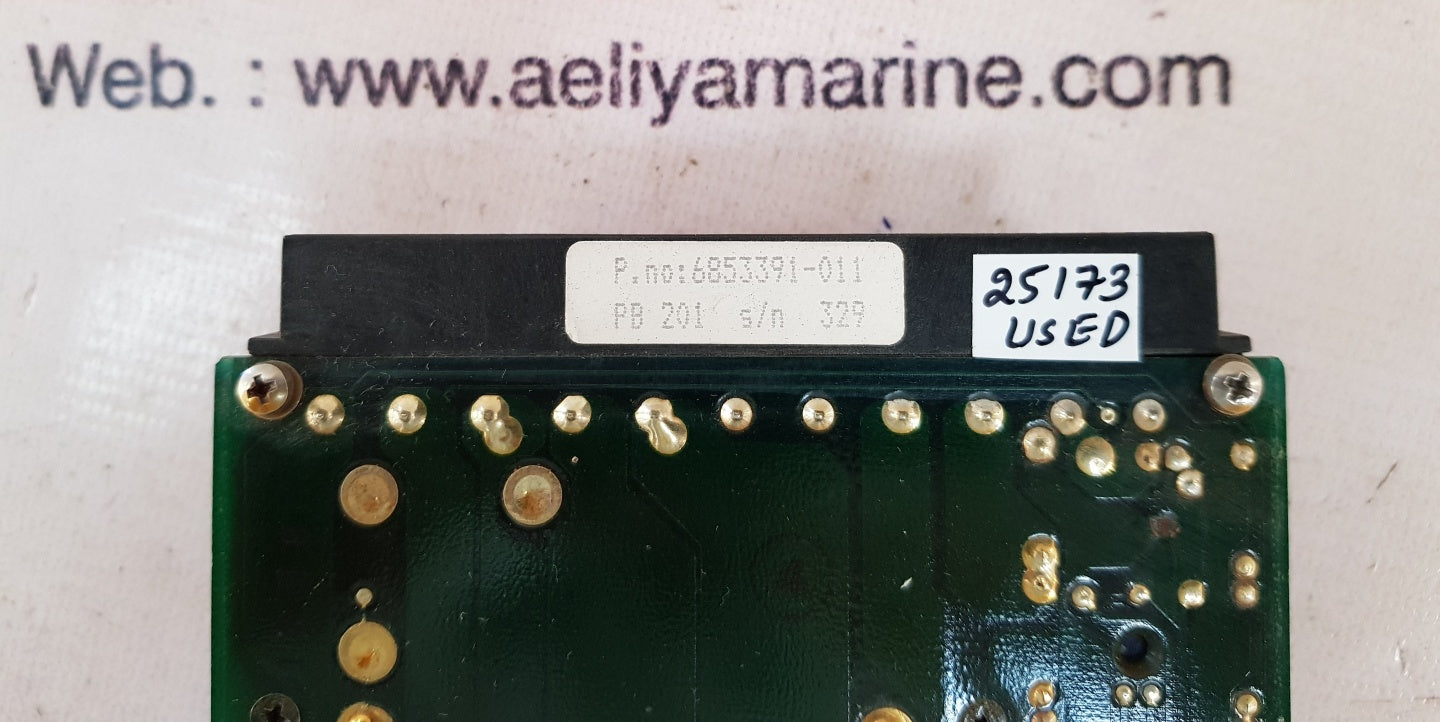 Web. : www.aeliyamarine.com
P.no:6853391-011
PB 201 s/n 329
25173
USED